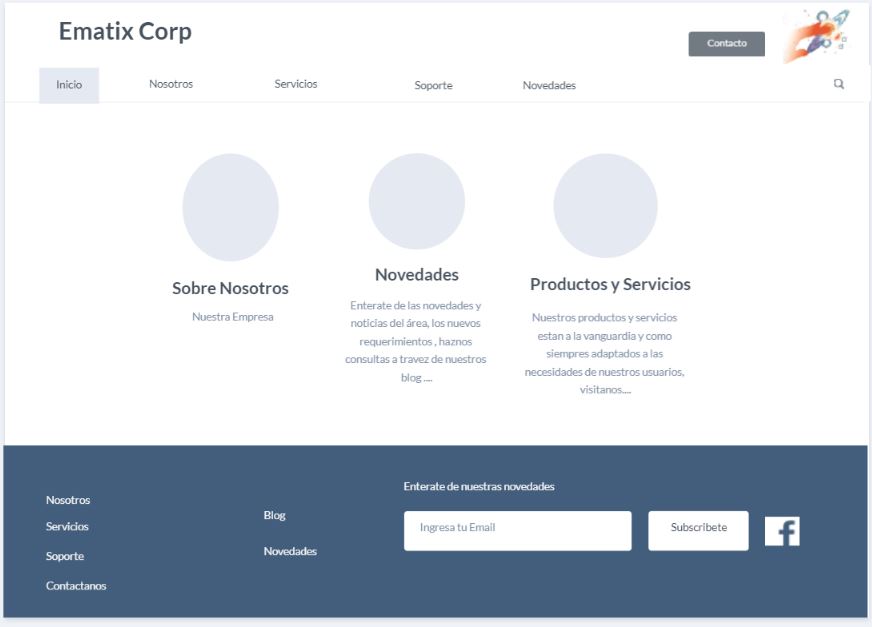 Ematix Corp
Contacto
Inicio
Nosotros
Servicios
Soporte
Novedades
Sobre Nosotros
Nuestra Empresa
Novedades
Enterate de las novedades y
noticias del área, los nuevos
requerimientos , haznos
consultas a travez de nuestros
blog ....
Productos y Servicios
Nuestros productos y servicios
estan a la vanguardia y como
siempres adaptados a las
necesidades de nuestros usuarios,
visitanos....
Nosotros
Servicios
Soporte
Contactanos
Blog
Novedades
Enterate de nuestras novedades
Ingresa tu Email
Subscribete
f